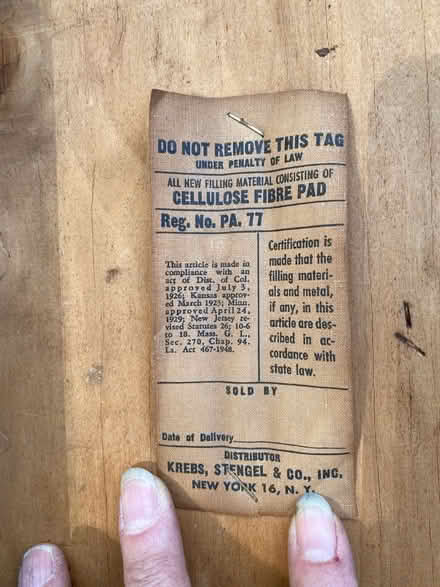 DO NOT REMOVE THIS TAG
UNDER PENALTY OF LAW
ALL NEW FILLING MATERIAL CONSISTING OF
CELLULOSE FIBRE PAD
Reg. No. PA. 77
This article is made in
compliance with an
act of Dist. of Col.
approved July 3,
1926; Kansas approv-
ed March 1923; Minn.
approved April 24,
1929; New Jersey re-
vised Statutes 26; 10-6
to 18. Mass. G. L.,
Sec. 270, Chap. 94.
La. Act 467-1948.
Certification is
made that the
filling materi-
als and metal,
if any, in this
article are des-
cribed in ac-
cordance with
state law.
SOLD BY
Date of Delivery
DISTRIBUTOR
KREBS, STENGEL & CO., INC.
NEW YORK 16, N. Y.